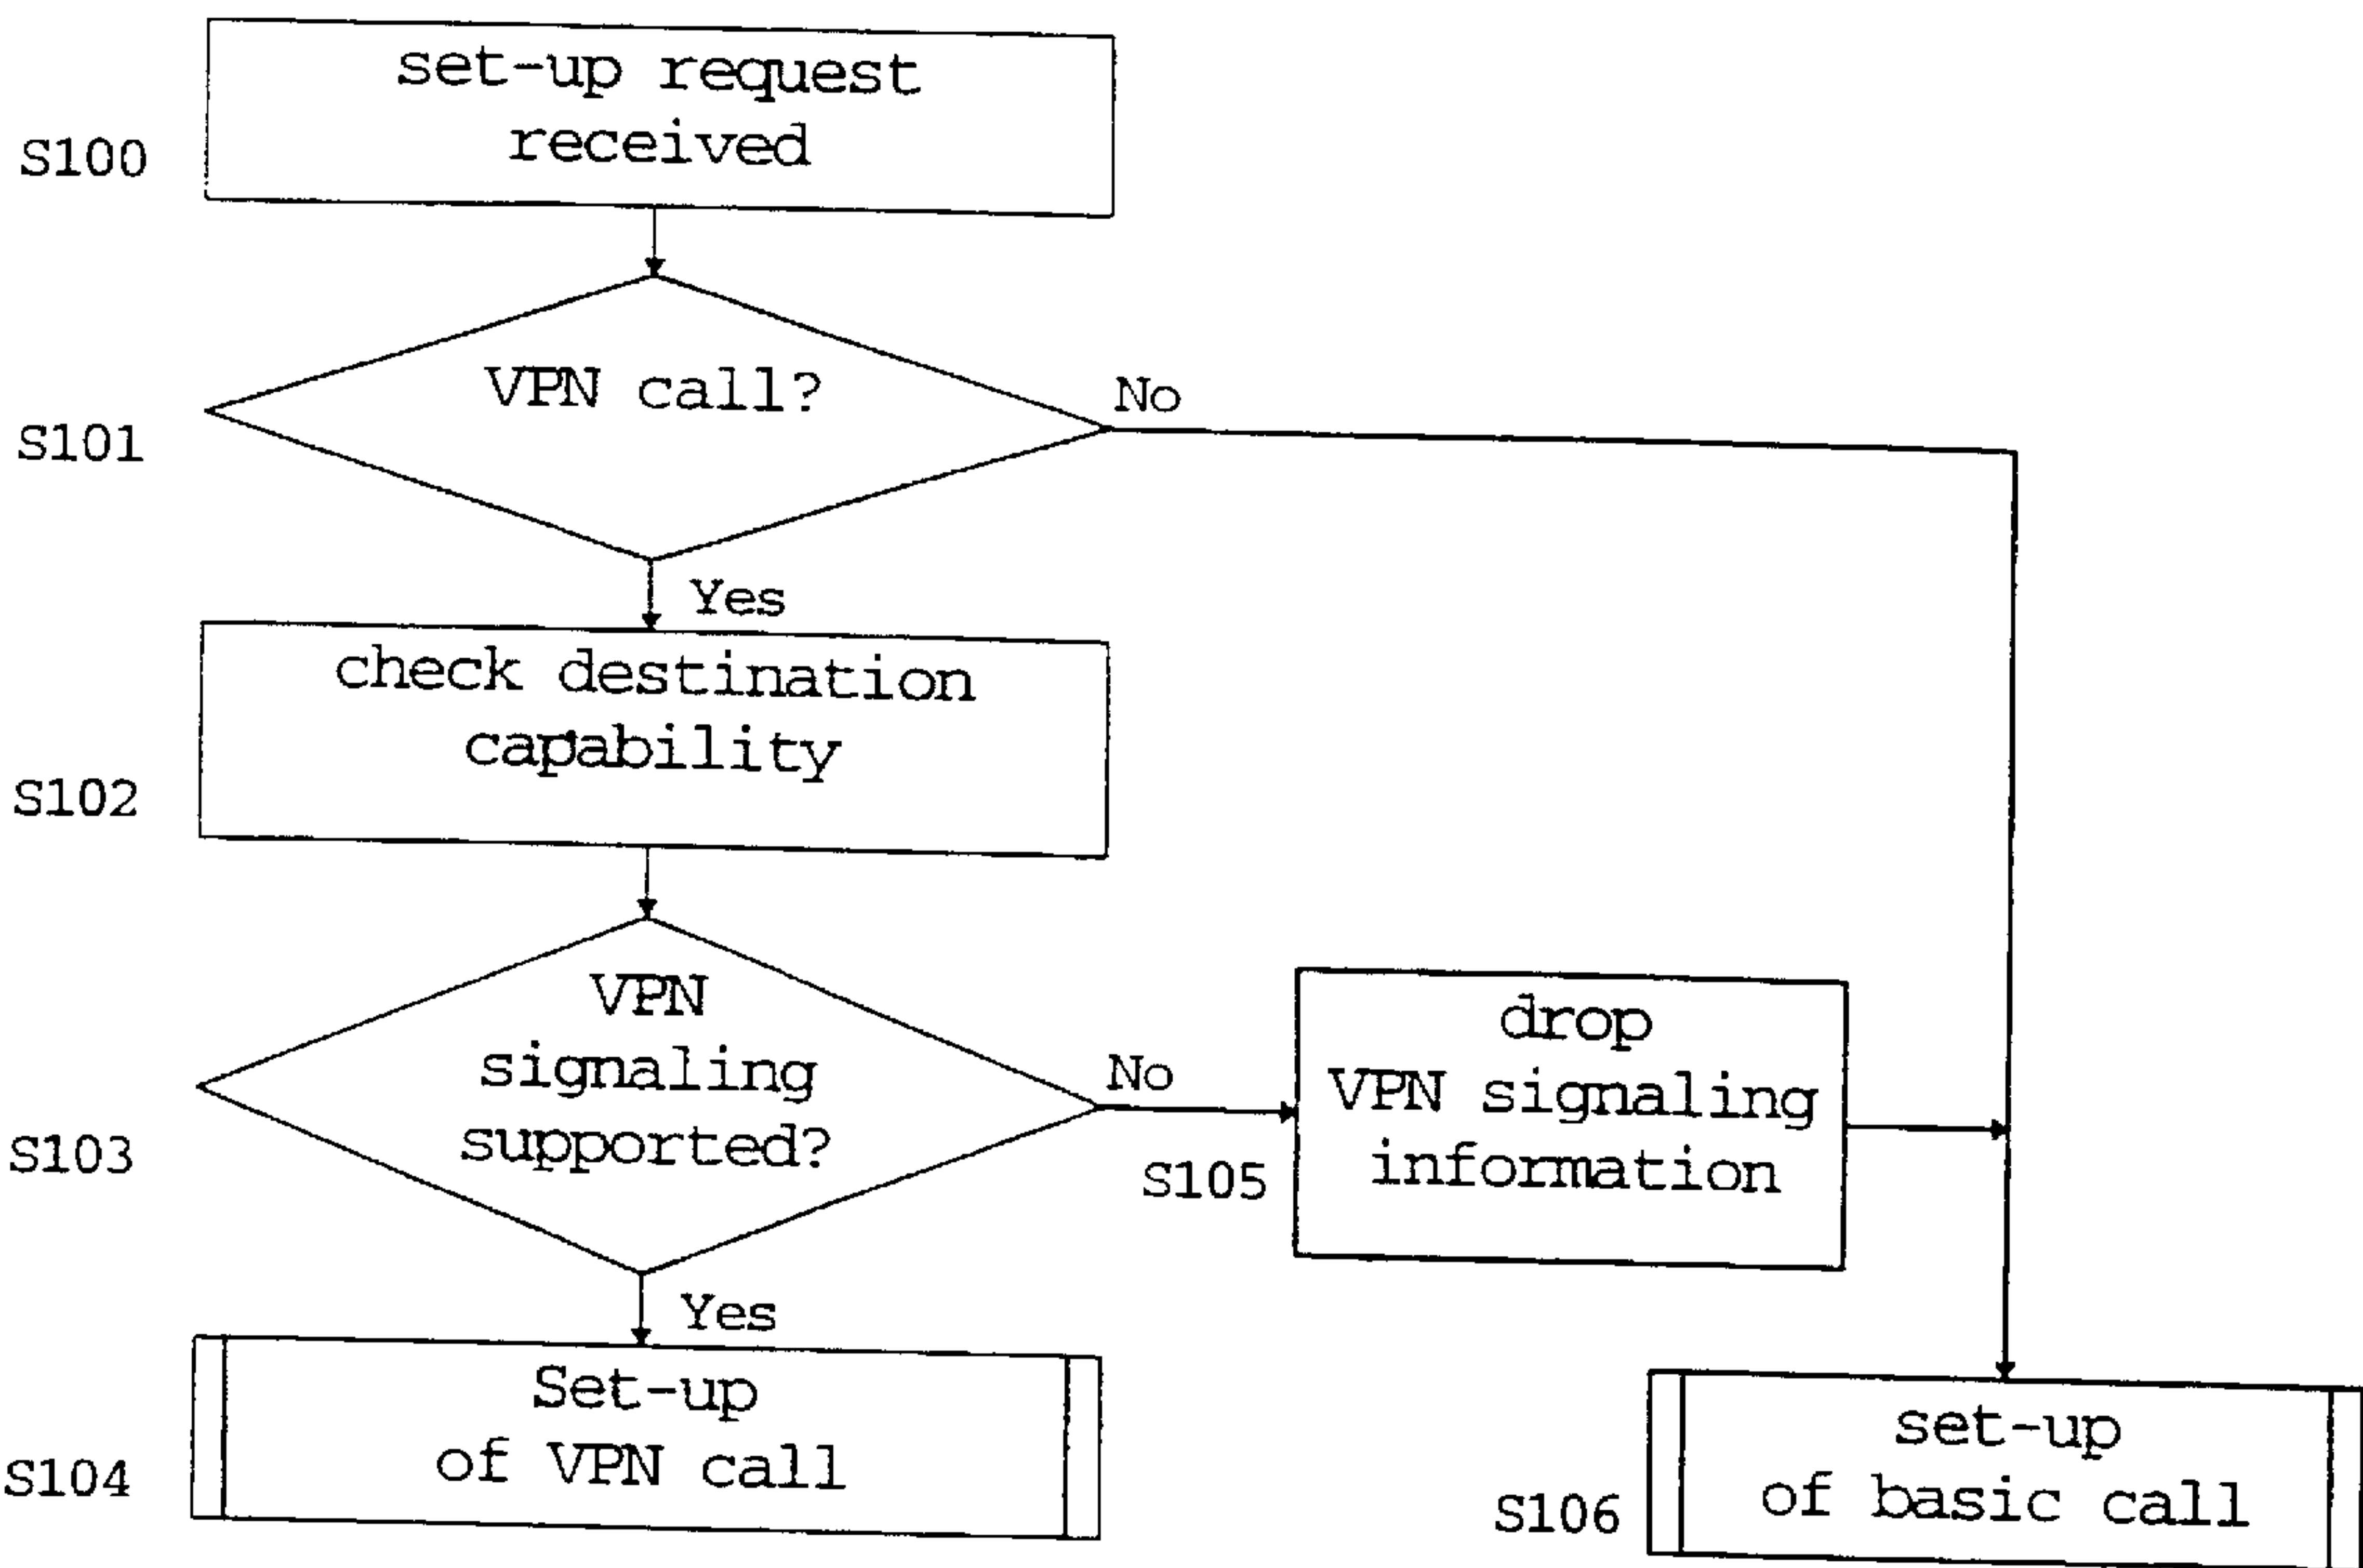 set-up request
received
S100
VPN call?
No
S101
Yes
check destination
capability
S102
VPN
signaling
supported?
No
S103
drop
VPN signaling
information
S105
Yes
Set-up
of VPN call
S104
set-up
of basic call
S106